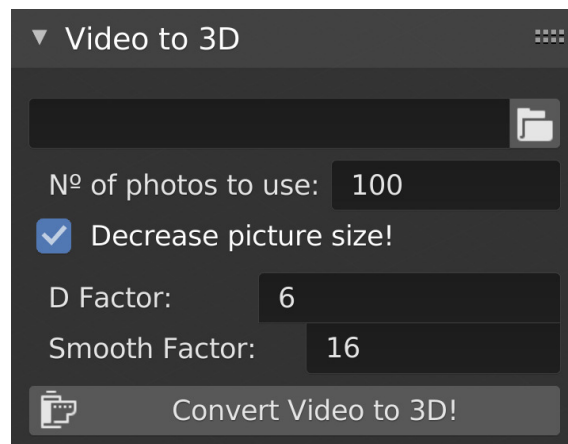 Video to 3D
Nº of photos to use: 100
Decrease picture size!
D Factor: 6
Smooth Factor: 16
Convert Video to 3D!